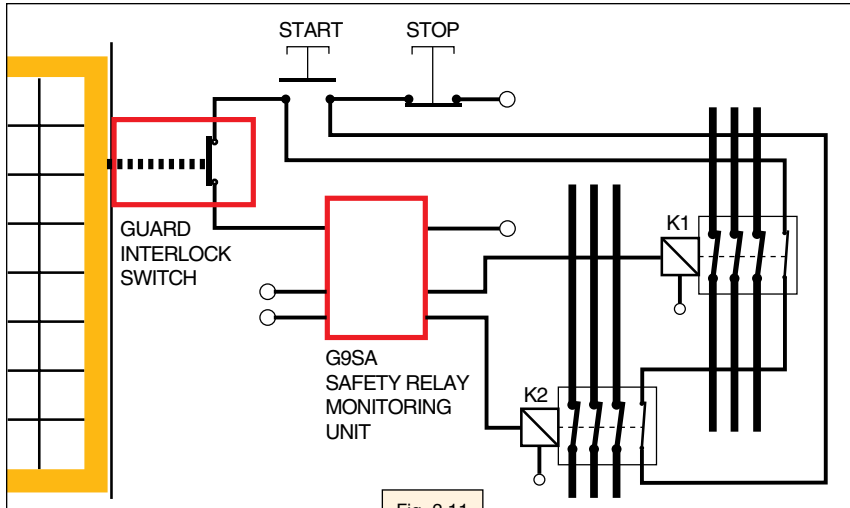 START
STOP
GUARD
INTERLOCK
SWITCH
K1
G9SA
SAFETY RELAY
MONITORING
UNIT
K2